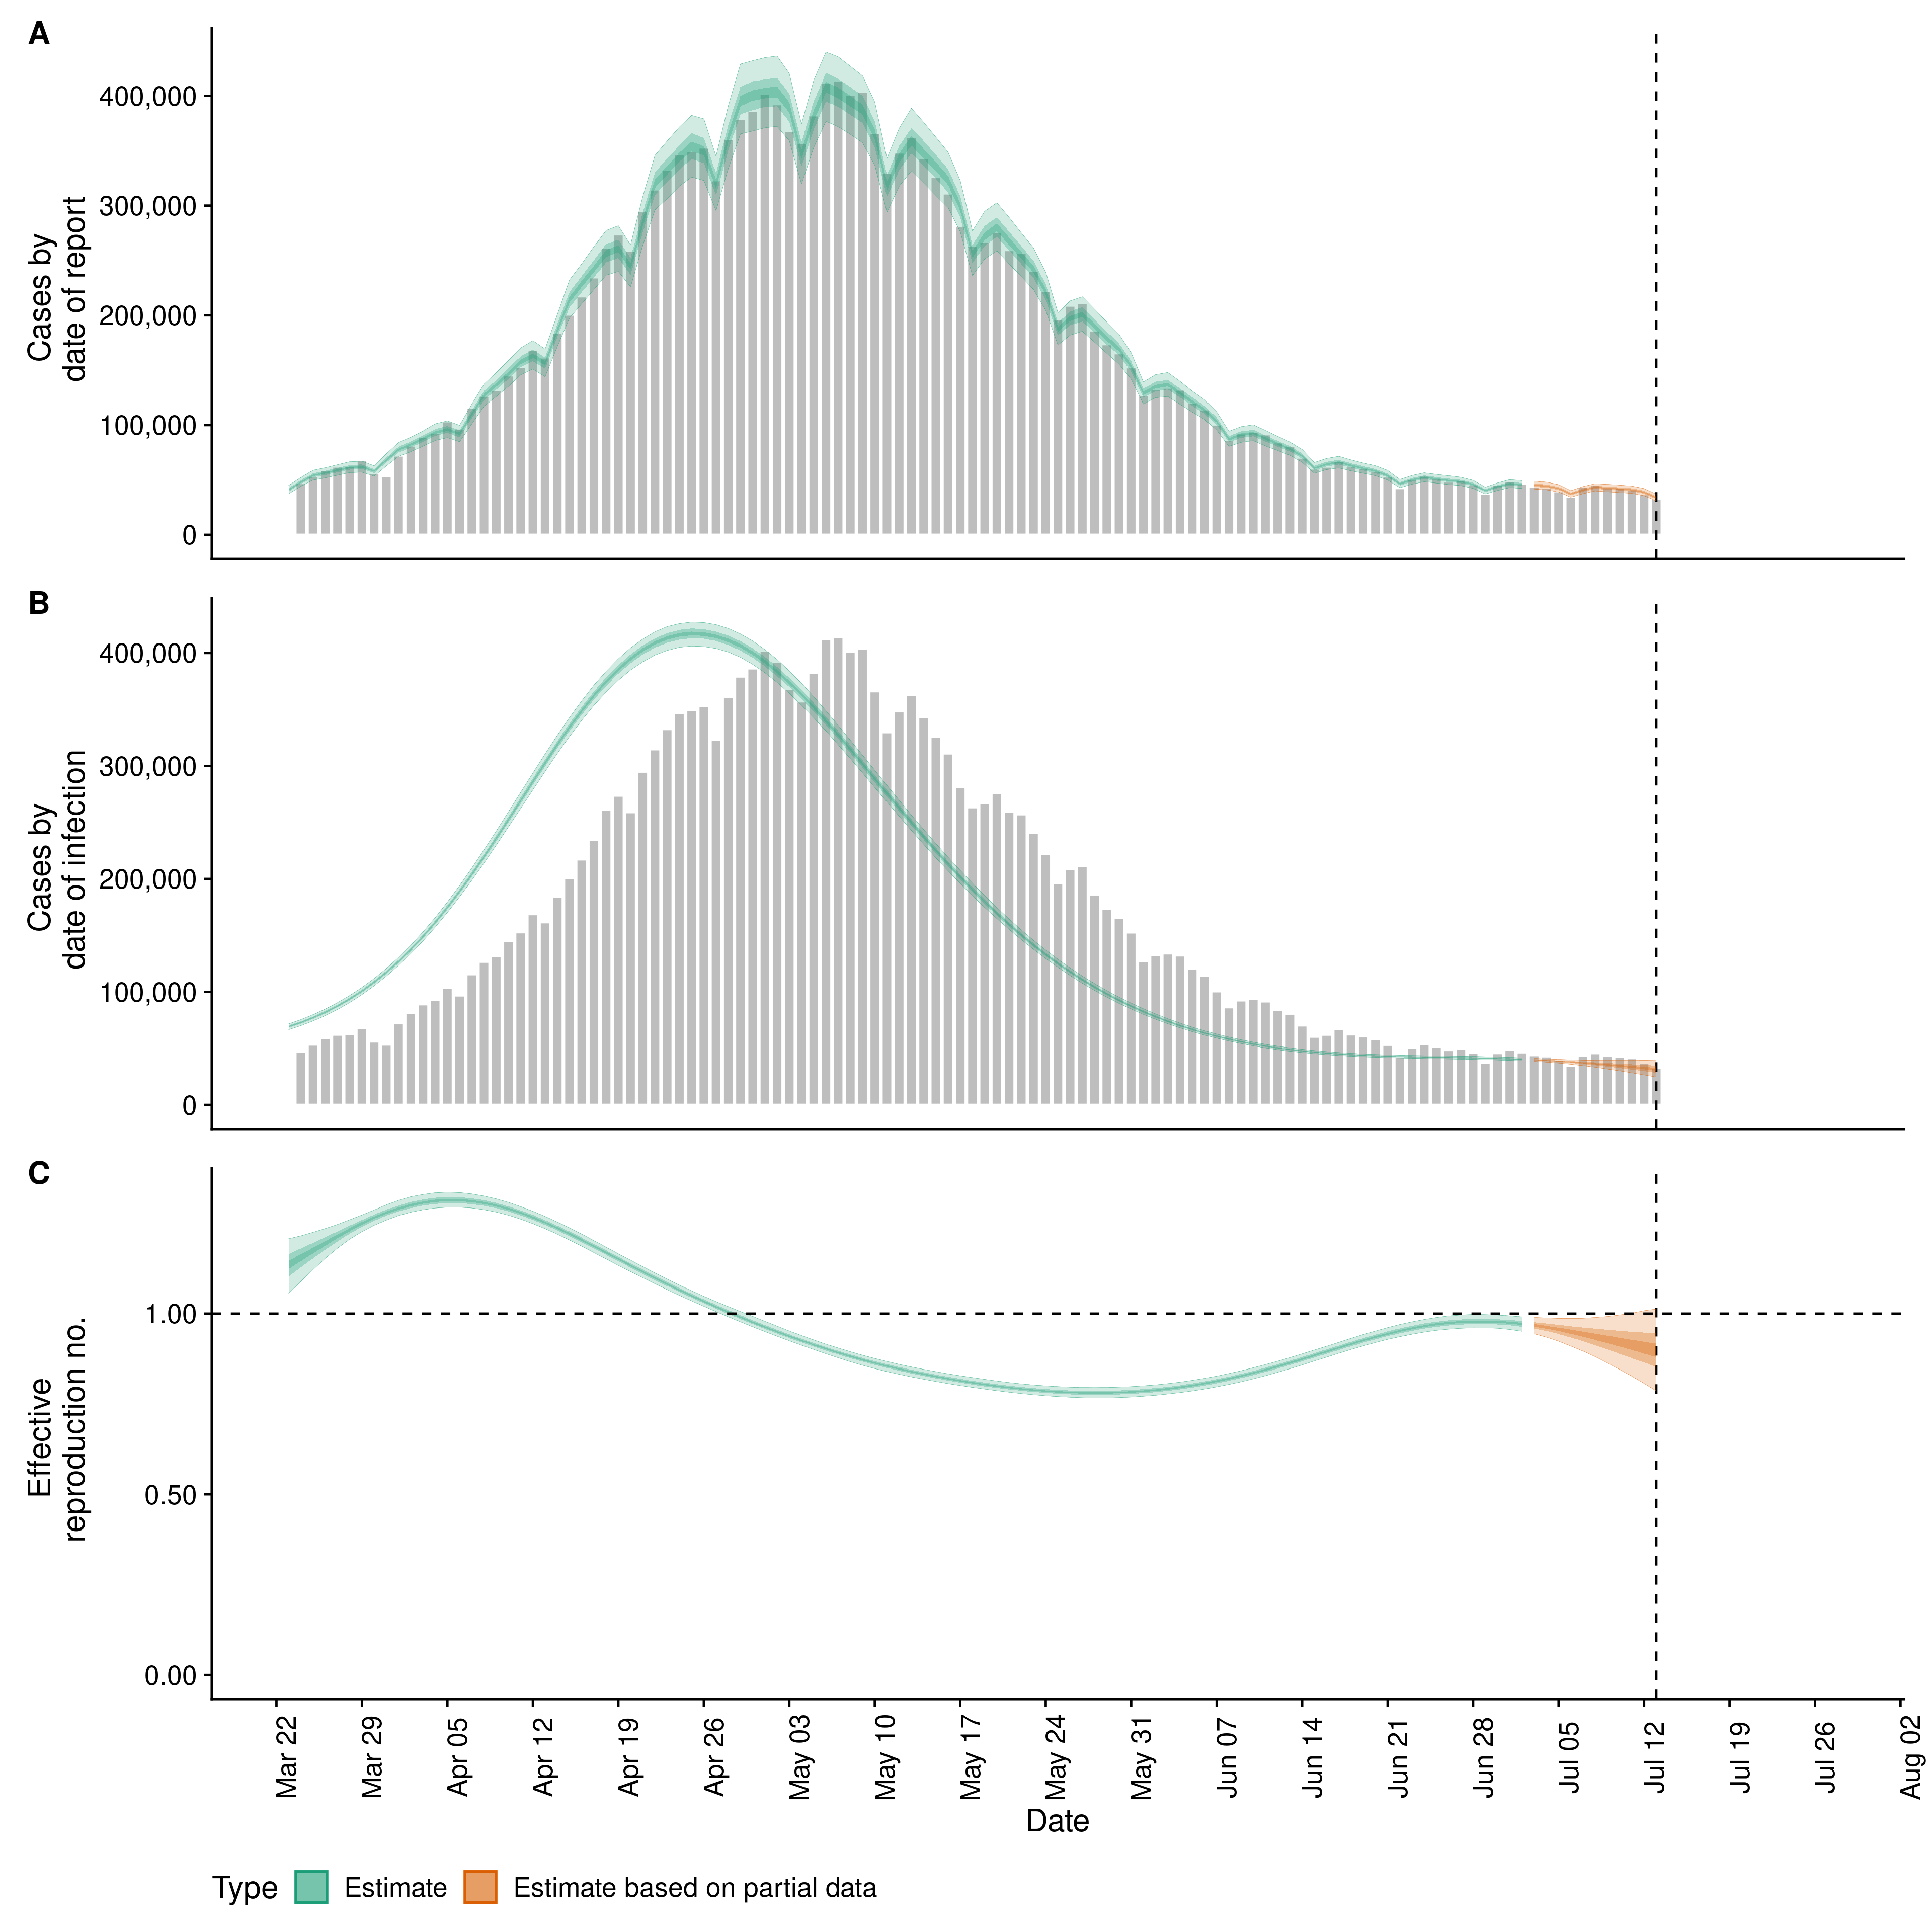 A
Cases by
date of report
400,000
300,000
200,000
100,000
0
B
Cases by
date of infection
400,000
300,000
200,000
100,000
0
C
Effective
reproduction no.
1.00
0.50
0.00
Mar 22
Mar 29
Apr 05
Apr 12
Apr 19
Apr 26
May 03
May 10
May 17
May 24
May 31
Jun 07
Jun 14
Jun 21
Jun 28
Jul 05
Jul 12
Jul 19
Jul 26
Aug 02
Date
Type Estimate Estimate based on partial data